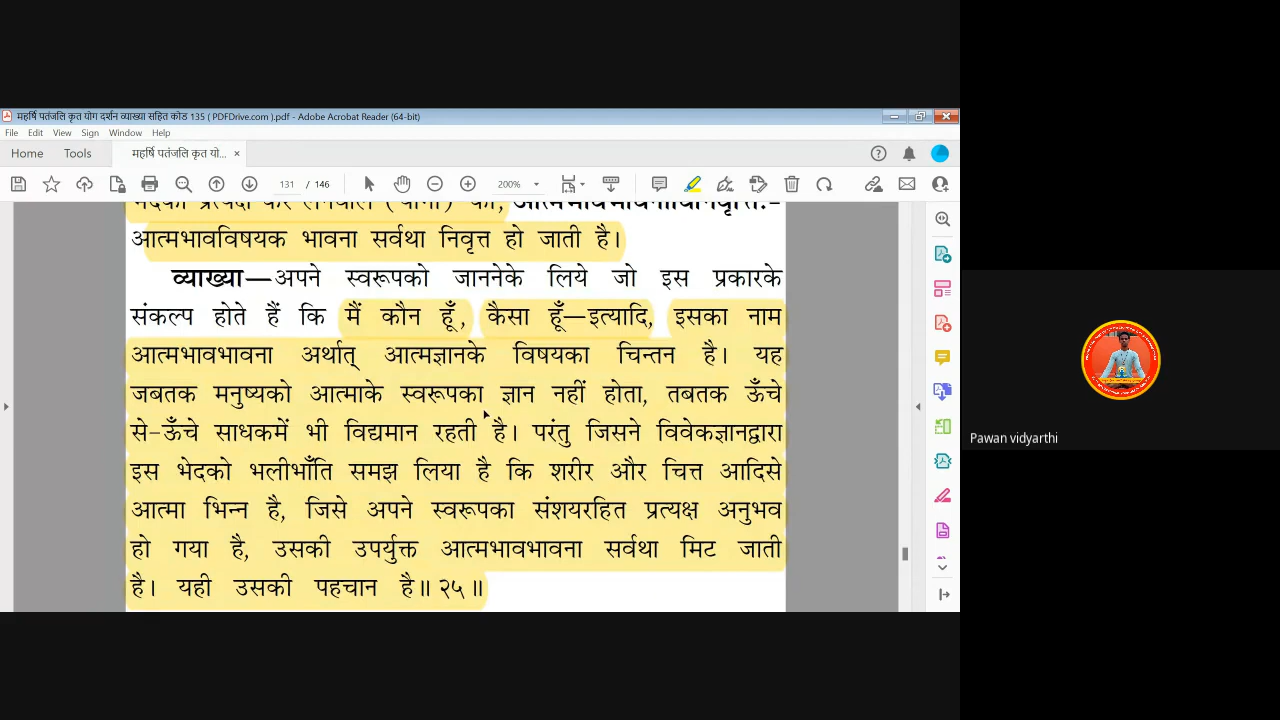 महर्षि पतंजलि कृत योग दर्शन व्याख्या सहित कोड 135 ( PDFDrive.com ).pdf - Adobe Acrobat Reader (64-bit)
File Edit View Sign Window Help
Home Tools महर्षि पतंजलि कृत यो... ×
131 / 146 200%
आत्मभावविषयक भावना सर्वथा निवृत्त हो जाती है।
व्याख्या—अपने स्वरूपको जाननेके लिये जो इस प्रकारके
संकल्प होते हैं कि मैं कौन हूँ, कैसा हूँ—इत्यादि, इसका नाम
आत्मभावभावना अर्थात् आत्मज्ञानके विषयका चिन्तन है। यह
जबतक मनुष्यको आत्माके स्वरूपका ज्ञान नहीं होता, तबतक ऊँचे
से-ऊँचे साधकमें भी विद्यमान रहती है। परंतु जिसने विवेकज्ञानद्वारा
इस भेदको भलीभाँति समझ लिया है कि शरीर और चित्त आदिसे
आत्मा भिन्न है, जिसे अपने स्वरूपका संशयरहित प्रत्यक्ष अनुभव
हो गया है, उसकी उपर्युक्त आत्मभावभावना सर्वथा मिट जाती
है। यही उसकी पहचान है॥ २५॥
Pawan vidyarthi